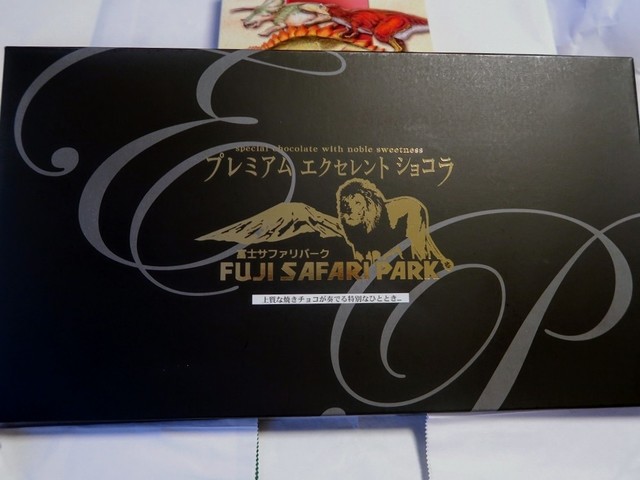 special chocolate with noble sweetness
プレミアム エクセレント ショコラ
富士サファリパーク
FUJI SAFARI PARK
上質な焼きチョコが奏でる特別なひととき...
E
P